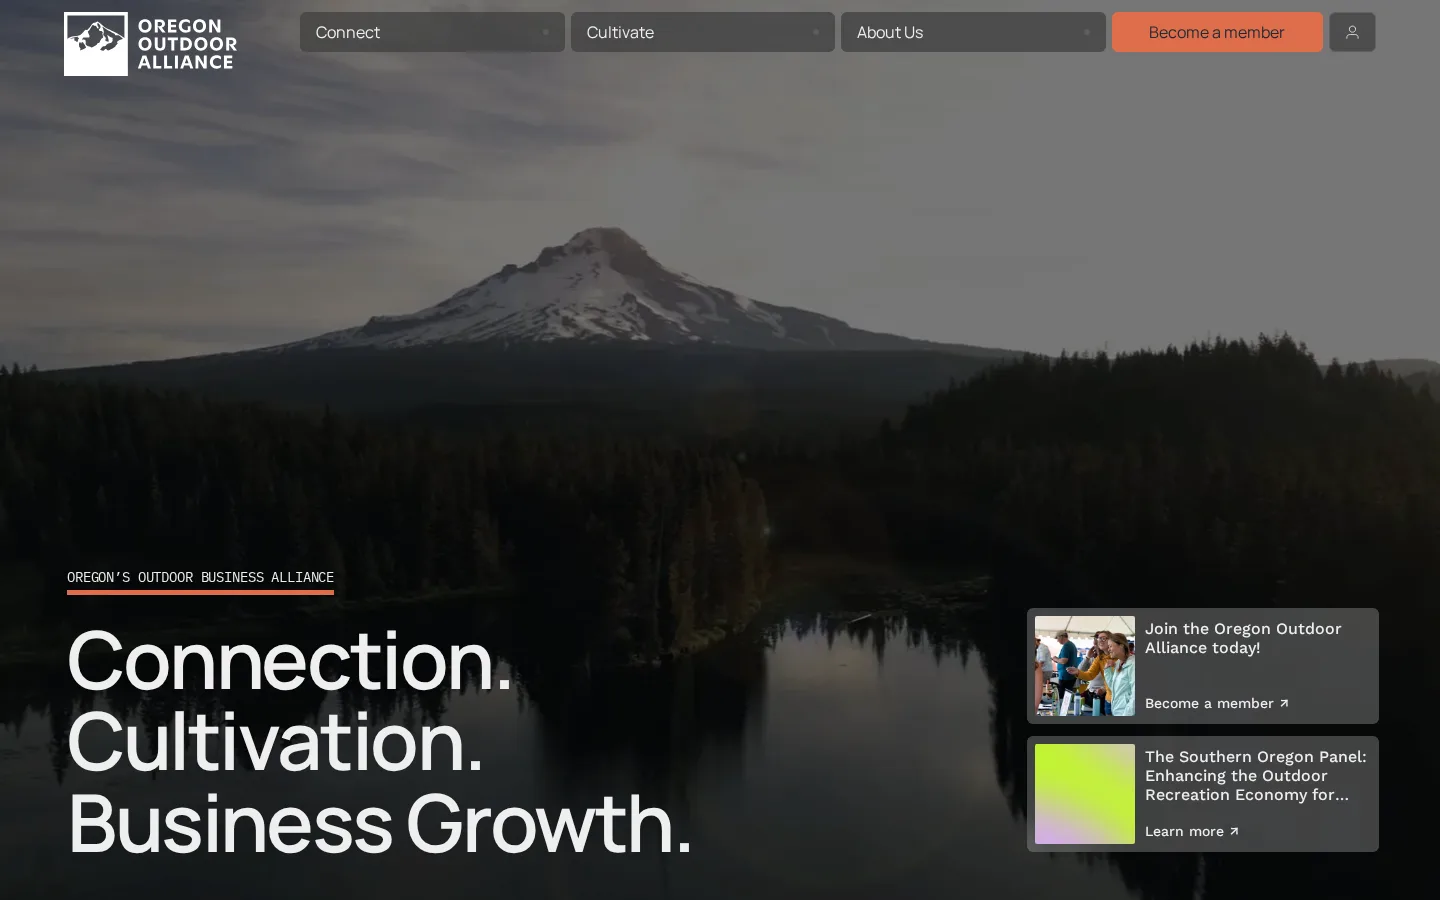 OREGON
OUTDOOR
ALLIANCE
Connect
Cultivate
About Us
Become a member
OREGON’S OUTDOOR BUSINESS ALLIANCE
Connection.
Cultivation.
Business Growth.
Join the Oregon Outdoor
Alliance today!
Become a member
The Southern Oregon Panel:
Enhancing the Outdoor
Recreation Economy for...
Learn more